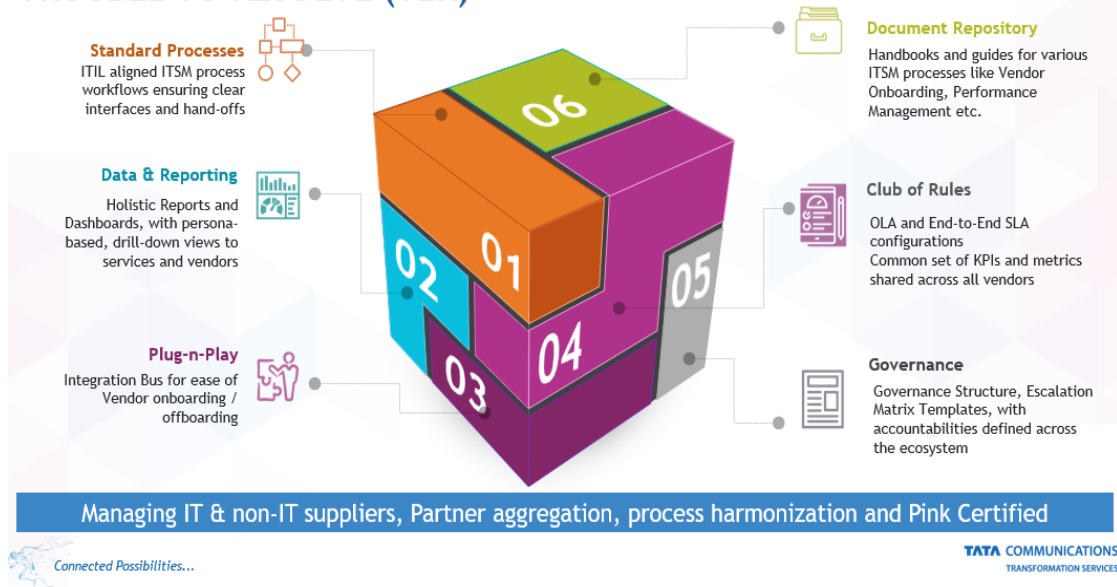 Standard Processes
ITIL aligned ITSM process
workflows ensuring clear
interfaces and hand-offs
Data & Reporting
Holistic Reports and
Dashboards, with persona-
based, drill-down views to
services and vendors
Plug-n-Play
Integration Bus for ease of
Vendor onboarding /
offboarding
06
01
02
03
04
05
Document Repository
Handbooks and guides for various
ITSM processes like Vendor
Onboarding, Performance
Management etc.
Club of Rules
OLA and End-to-End SLA
configurations
Common set of KPIs and metrics
shared across all vendors
Governance
Governance Structure, Escalation
Matrix Templates, with
accountabilities defined across
the ecosystem
Managing IT & non-IT suppliers, Partner aggregation, process harmonization and Pink Certified
Connected Possibilities...
TATA COMMUNICATIONS
TRANSFORMATION SERVICES